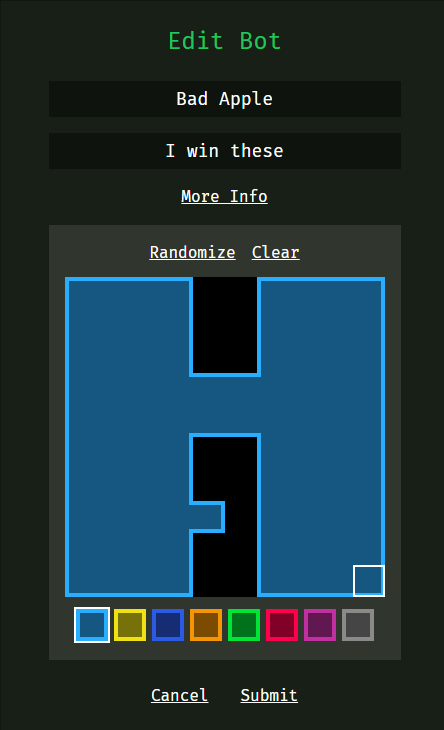 Edit Bot
Bad Apple
I win these
More Info
Randomize Clear
Cancel Submit